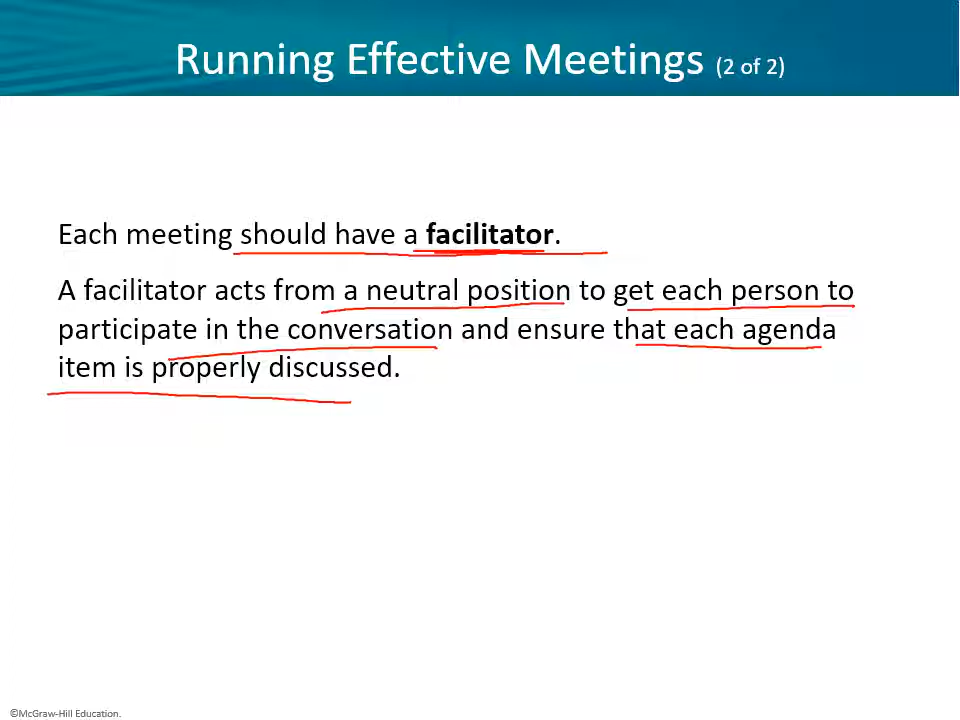 Running Effective Meetings (2 of 2)
Each meeting should have a facilitator.
A facilitator acts from a neutral position to get each person to
participate in the conversation and ensure that each agenda
item is properly discussed.
©McGraw-Hill Education.